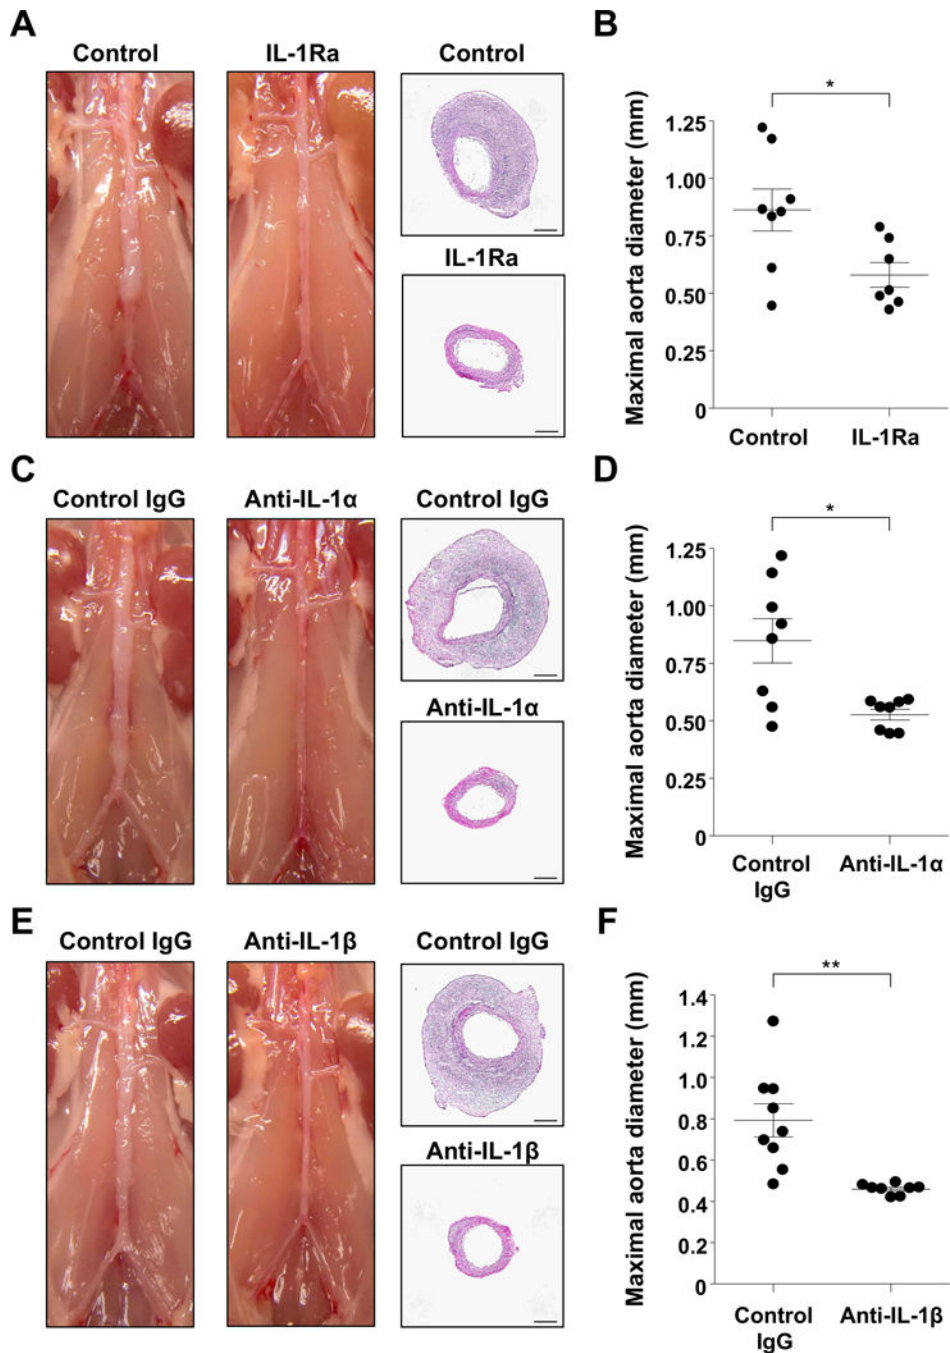 A
Control
IL-1Ra
Control
IL-1Ra
B
*
Maximal aorta diameter (mm)
1.25
1.00
0.75
0.50
0.25
0
Control
IL-1Ra
C
Control IgG
Anti-IL-1α
Control IgG
Anti-IL-1α
D
*
Maximal aorta diameter (mm)
1.25
1.00
0.75
0.50
0.25
0
Control
IgG
Anti-IL-1α
E
Control IgG
Anti-IL-1β
Control IgG
Anti-IL-1β
F
**
Maximal aorta diameter (mm)
1.4
1.0
0.8
0.6
0.4
0.2
0
Control
IgG
Anti-IL-1β